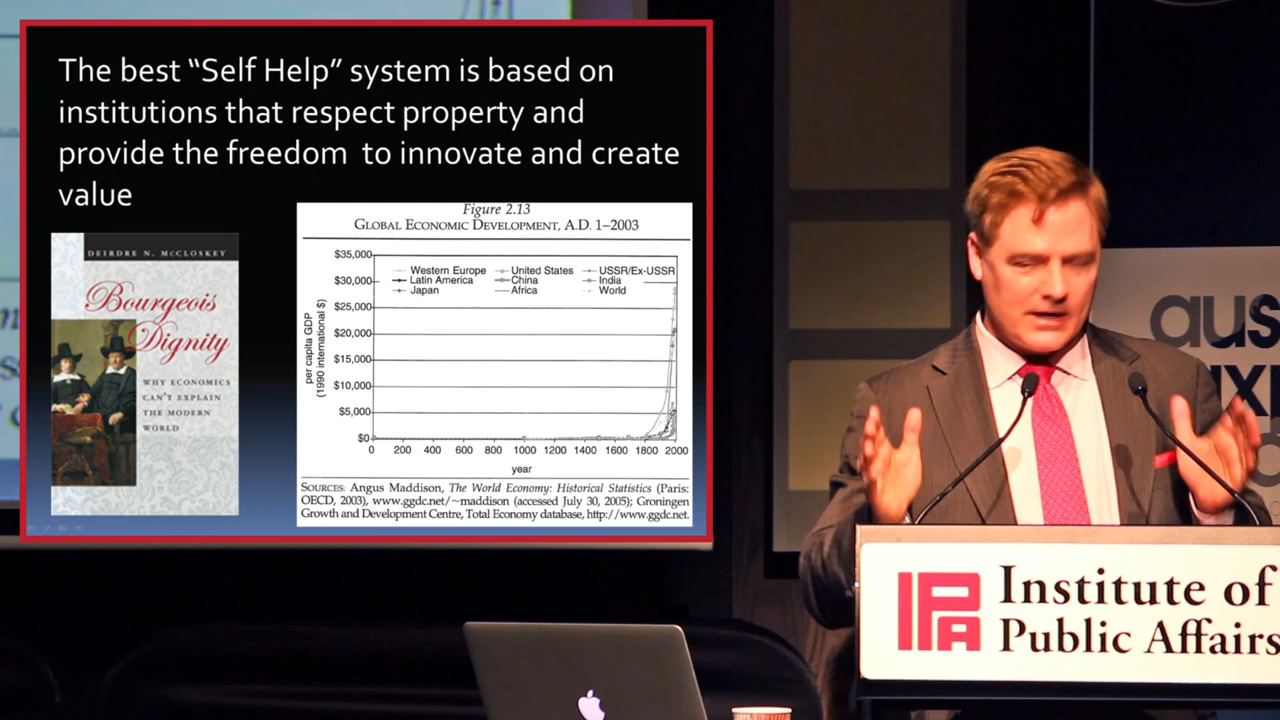 The best “Self Help” system is based on
institutions that respect property and
provide the freedom  to innovate and create
value
DEIRDRE N. McCLOSKEY
Bourgeois
Dignity
WHY ECONOMICS
CAN'T EXPLAIN
THE MODERN
WORLD
Figure 2.13
GLOBAL ECONOMIC DEVELOPMENT, A.D. 1–2003
$35,000
$30,000
$25,000
$20,000
$15,000
$10,000
$5,000
$0
per capita GDP
(1990 international $)
Western Europe United States USSR/Ex-USSR
Latin America China India
Japan Africa World
0 200 400 600 800 1000 1200 1400 1600 1800 2000
year
SOURCES: Angus Maddison, The World Economy: Historical Statistics (Paris:
OECD, 2003), www.ggdc.net/~maddison (accessed July 30, 2005); Groningen
Growth and Development Centre, Total Economy database, http://www.ggdc.net.
aus
IPA
Institute of
Public Affairs